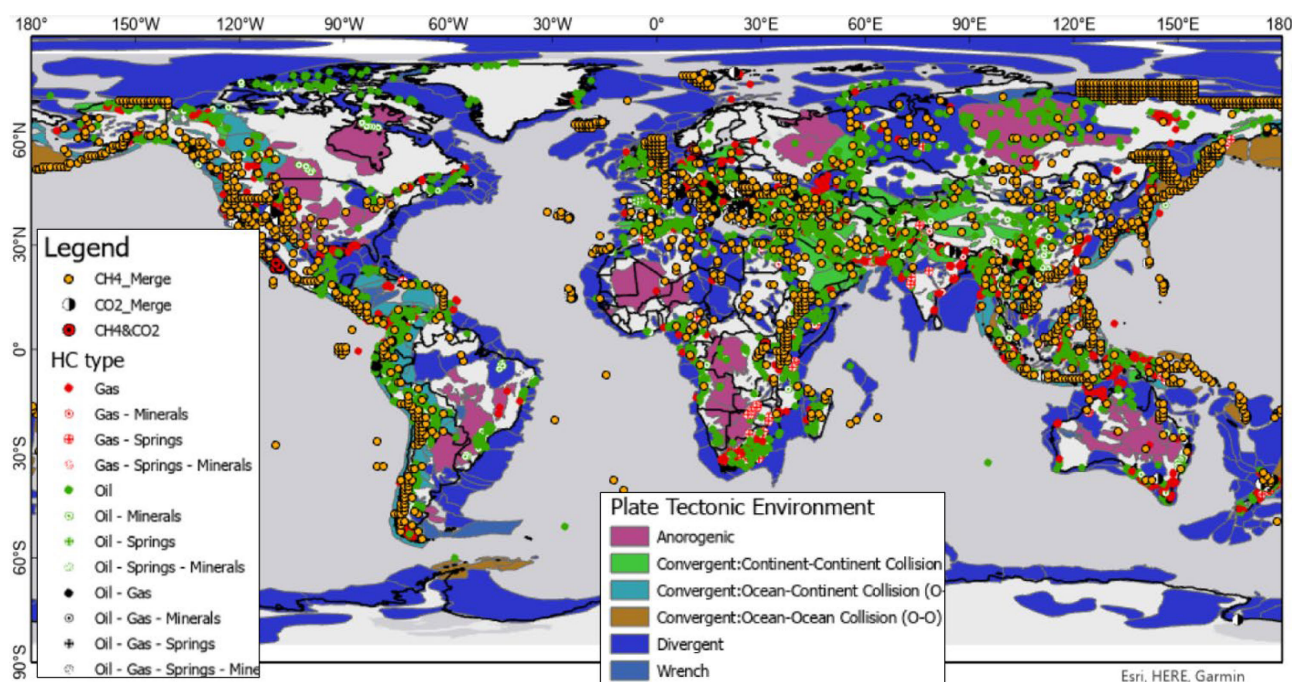 180° 150°W 120°W 90°W 60°W 30°W 0° 30°E 60°E 90°E 120°E 150°E 180
60°N
30°N
0°
30°S
60°S
90°S
Legend
CH4_Merge
CO2_Merge
CH4&CO2
HC type
Gas
Gas - Minerals
Gas - Springs
Gas - Springs - Minerals
Oil
Oil - Minerals
Oil - Springs
Oil - Springs - Minerals
Oil - Gas
Oil - Gas - Minerals
Oil - Gas - Springs
Oil - Gas - Springs - Mine
Plate Tectonic Environment
Anorogenic
Convergent:Continent-Continent Collision
Convergent:Ocean-Continent Collision (O-
Convergent:Ocean-Ocean Collision (O-O)
Divergent
Wrench
Esri, HERE, Garmin